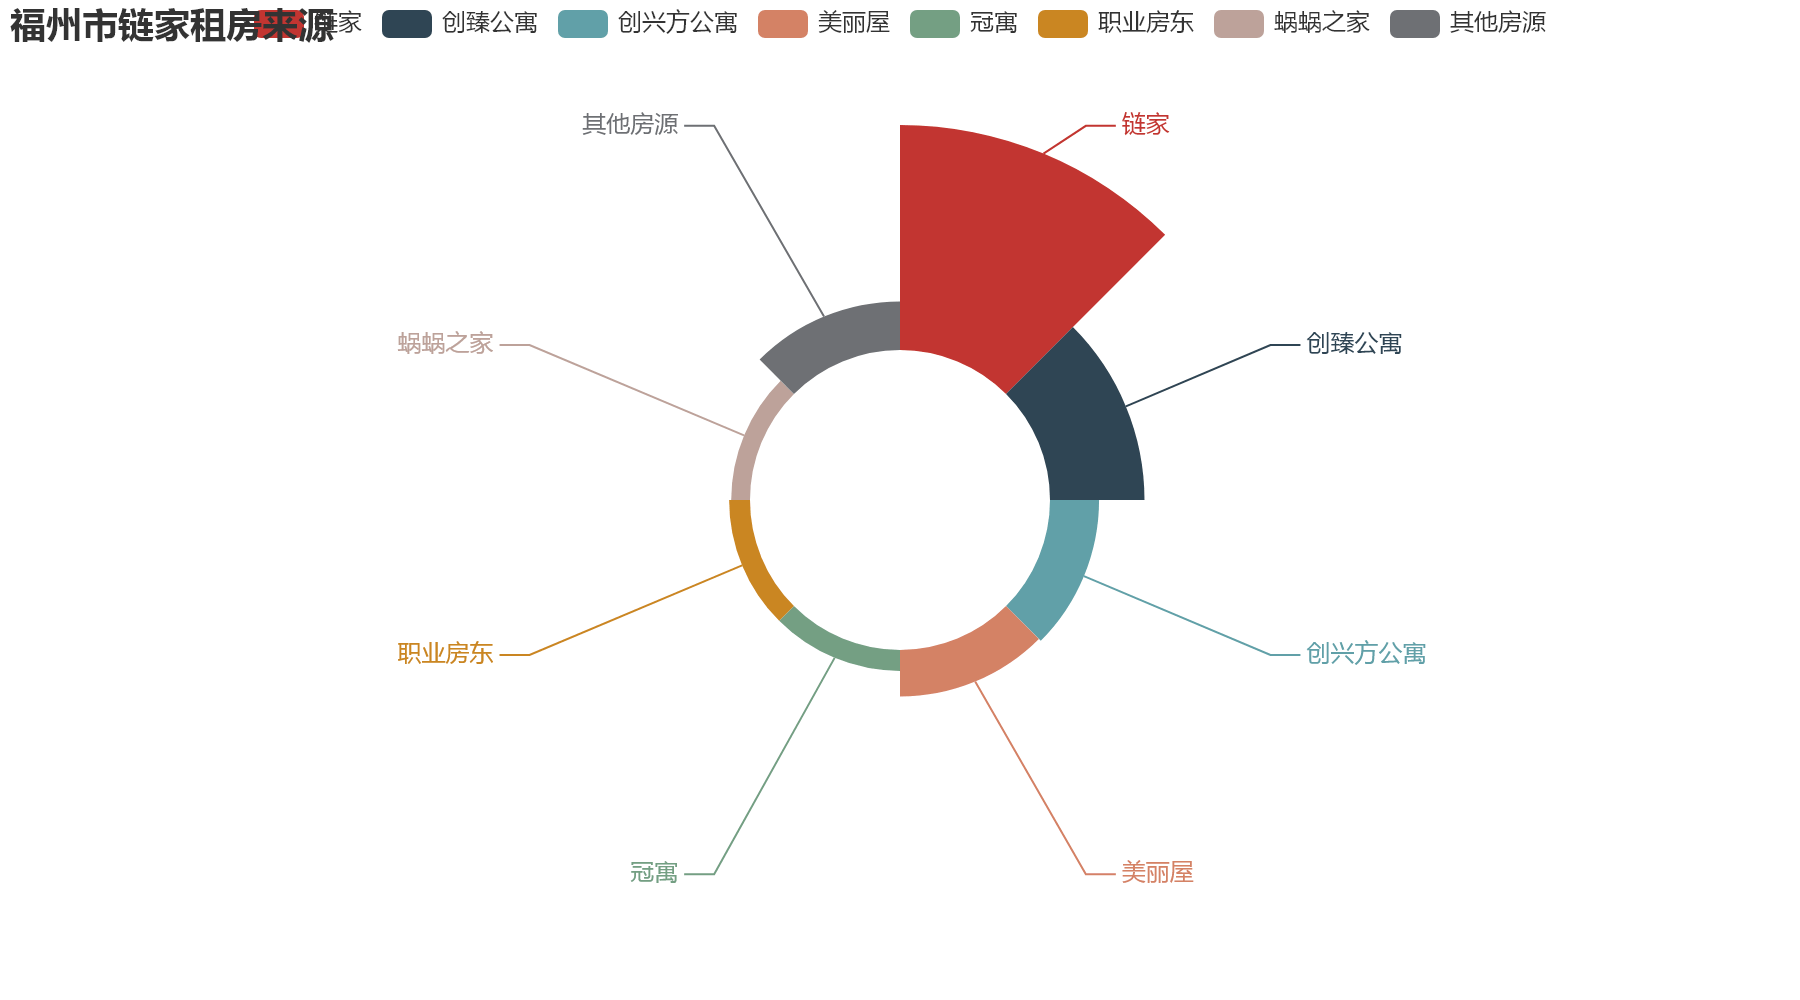 福州市链家租房来源
链家 创臻公寓 创兴方公寓 美丽屋 冠寓 职业房东 蜗蜗之家 其他房源
其他房源 链家
蜗蜗之家 创臻公寓
职业房东 创兴方公寓
冠寓 美丽屋